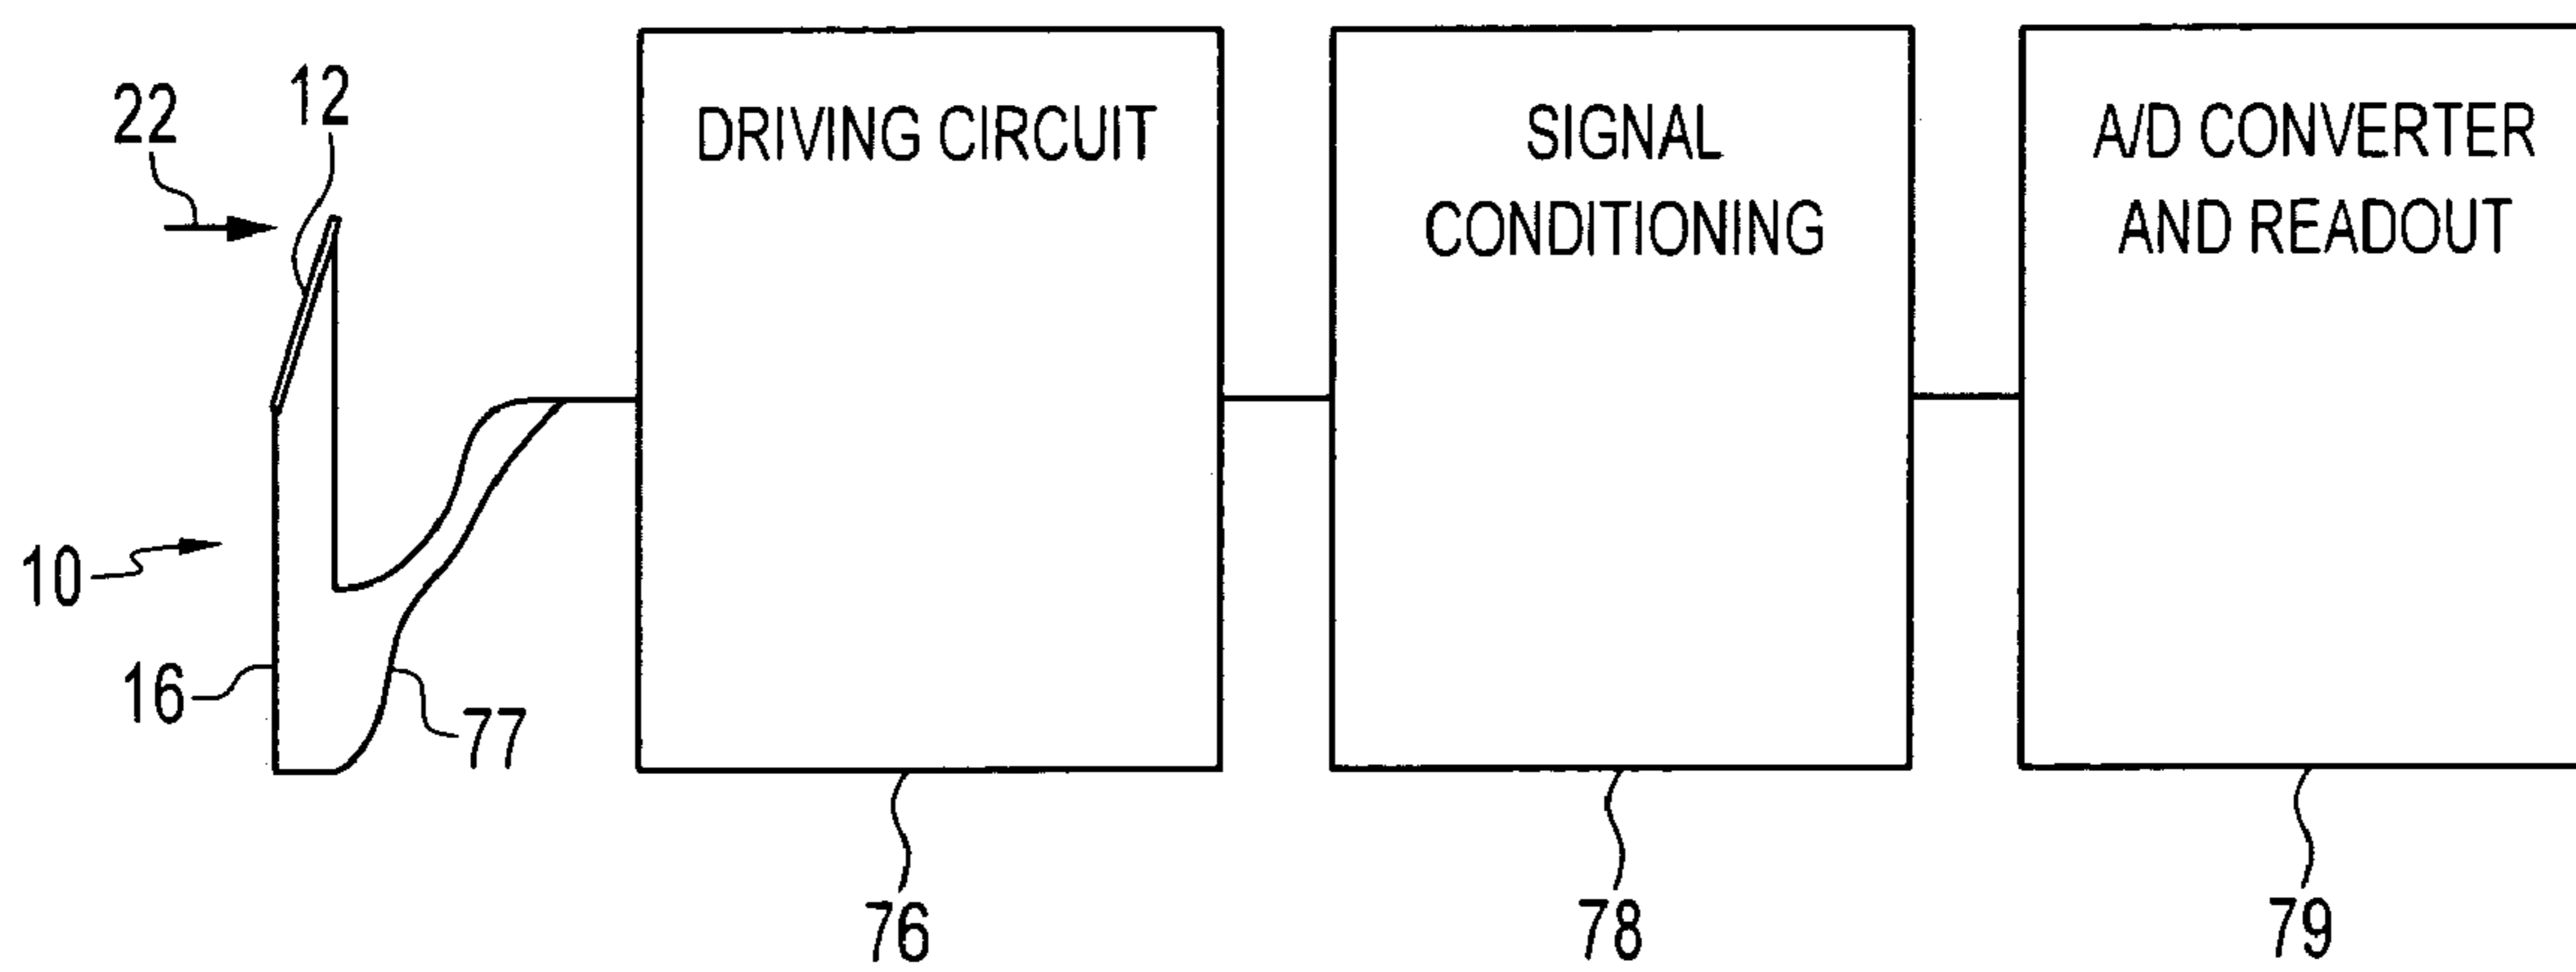 22
12
DRIVING CIRCUIT
SIGNAL
CONDITIONING
A/D CONVERTER
AND READOUT
10
16
77
76
78
79